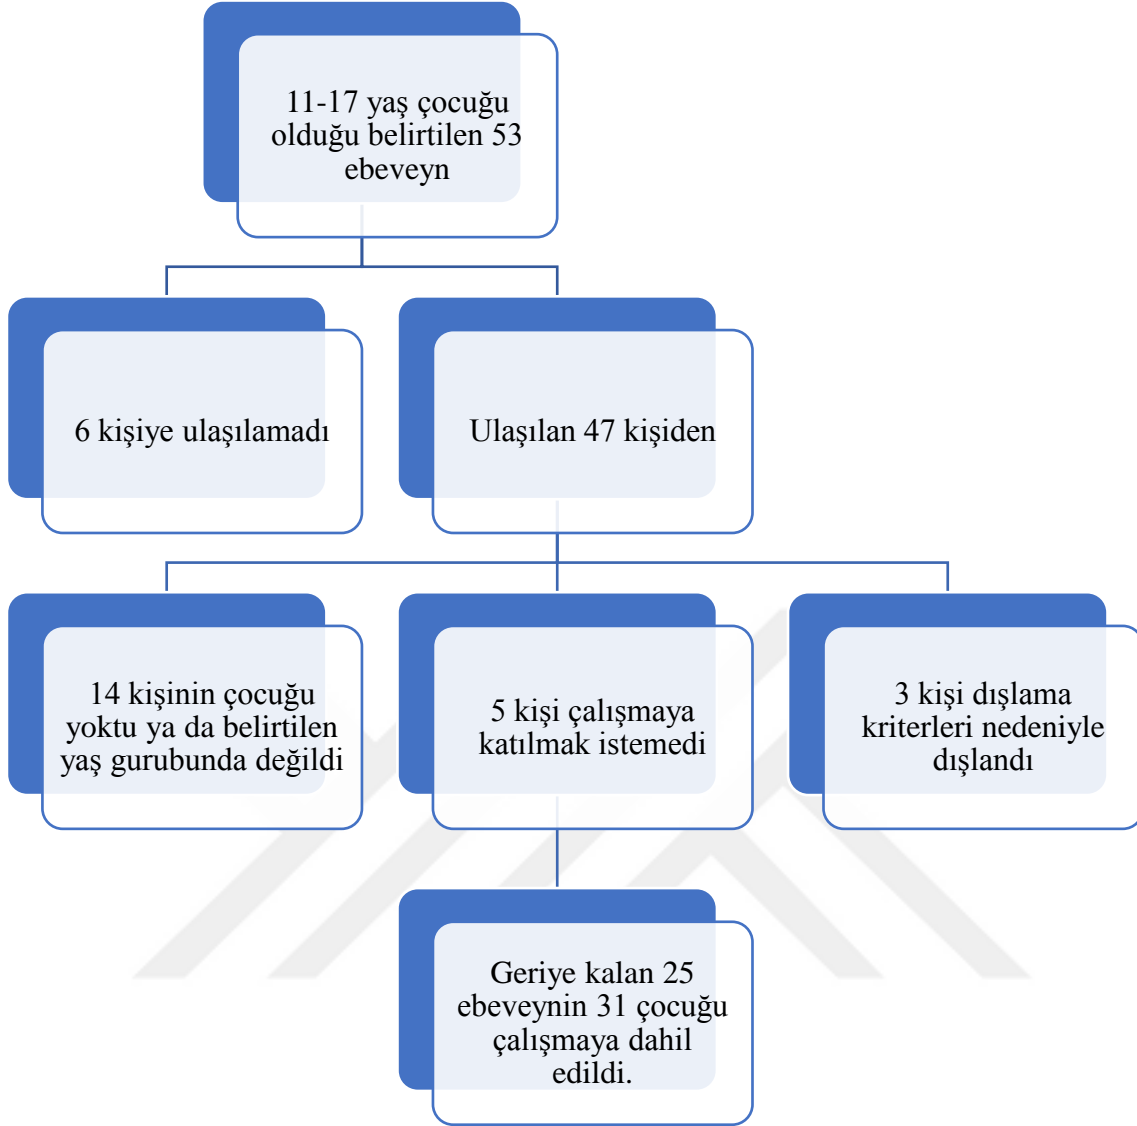 11-17 yaş çocuğu
olduğu belirtilen 53
ebeveyn
6 kişiye ulaşılamadı
Ulaşılan 47 kişiden
14 kişinin çocuğu
yoktu ya da belirtilen
yaş gurubunda değildi
5 kişi çalışmaya
katılmak istemedi
3 kişi dışlama
kriterleri nedeniyle
dışlandı
Geriye kalan 25
ebeveynin 31 çocuğu
çalışmaya dahil
edildi.